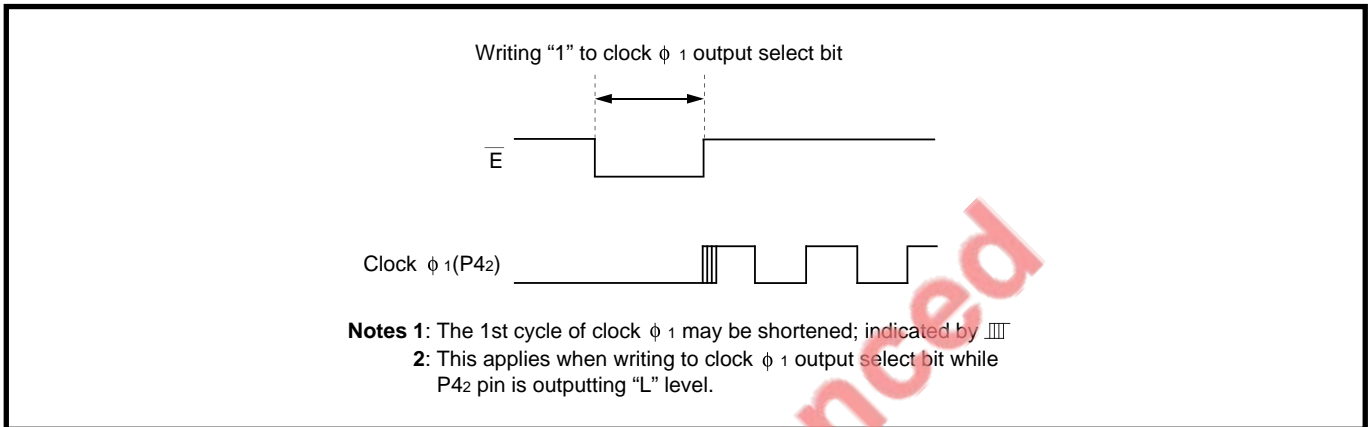 Writing “1” to clock ϕ 1 output select bit
E
Clock ϕ 1(P42)
Notes 1: The 1st cycle of clock ϕ 1 may be shortened; indicated by
2: This applies when writing to clock ϕ 1 output select bit while
P42 pin is outputting “L” level.
nced